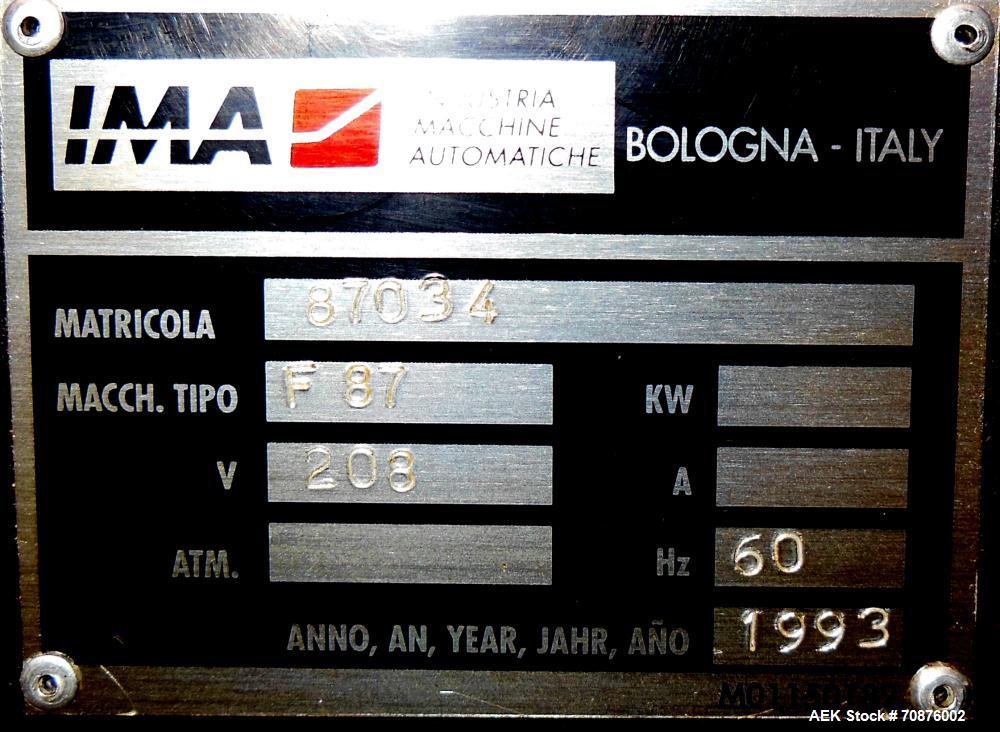 IMA
INDUSTRIA
MACCHINE
AUTOMATICHE
BOLOGNA - ITALY
MATRICOLA 87034
MACCH. TIPO F 87 KW
V 208 A
ATM. Hz 60
ANNO, AN, YEAR, JAHR, AÑO 1993
AEK Stock # 70876002